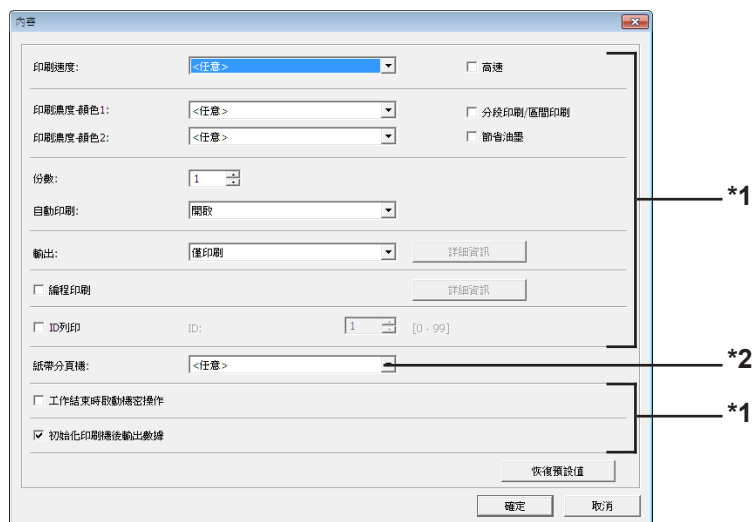 內容
印刷速度: <任意> 高速
印刷濃度-顏色1: <任意> 分段印刷/區間印刷
印刷濃度-顏色2: <任意> 節省油墨
份數: 1
自動印刷: 開啟
輸出: 僅印刷 詳細資訊
編程印刷 詳細資訊
ID列印 ID: 1 [0 - 99]
紙帶分頁機: <任意>
工作結束時啟動機密操作
初始化印刷機後輸出數據
恢復預設值
確定 取消
*1
*2
*1